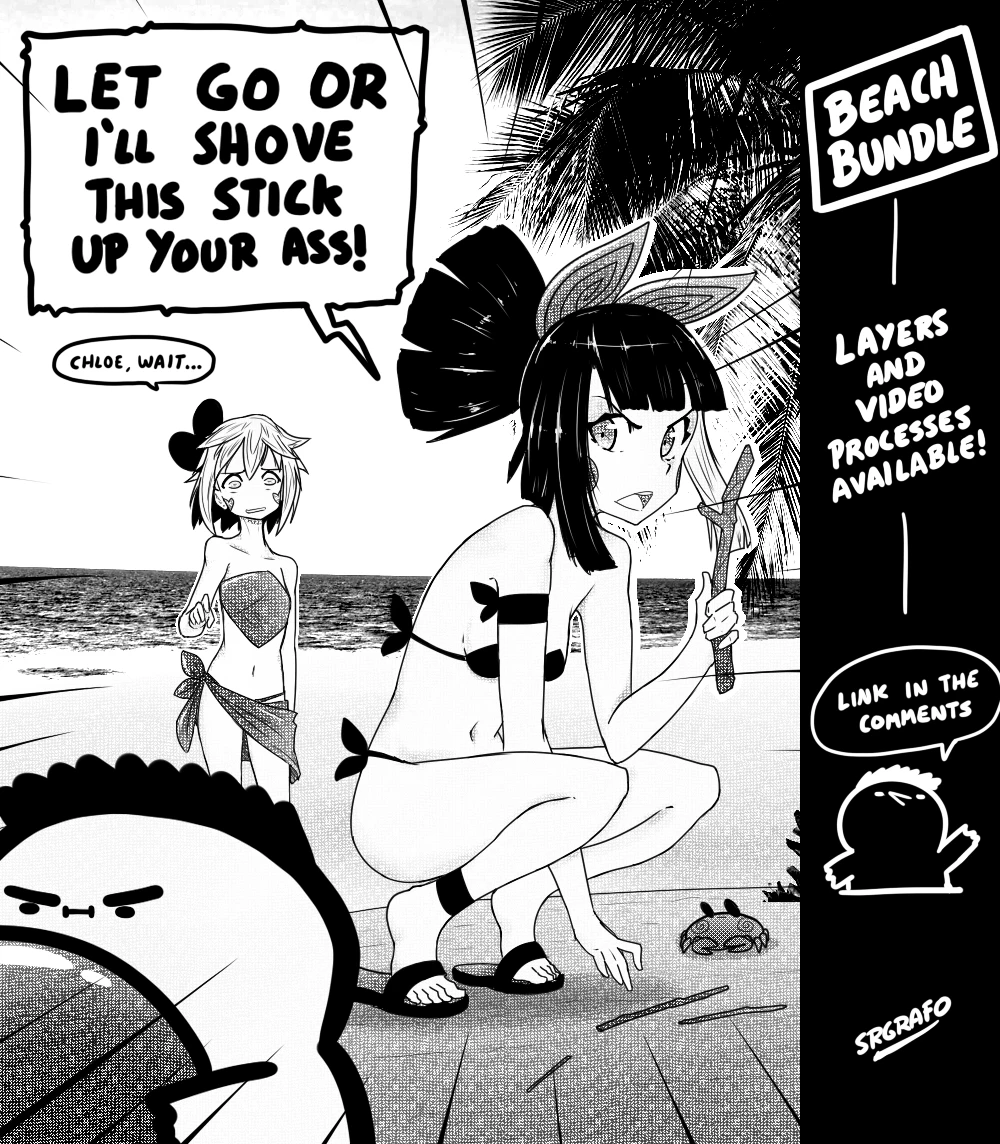 LET GO OR
I'LL SHOVE
THIS STICK
UP YOUR ASS!
CHLOE, WAIT...
BEACH
BUNDLE
LAYERS
AND
VIDEO
PROCESSES
AVAILABLE!
LINK IN THE
COMMENTS
SRGRAFO